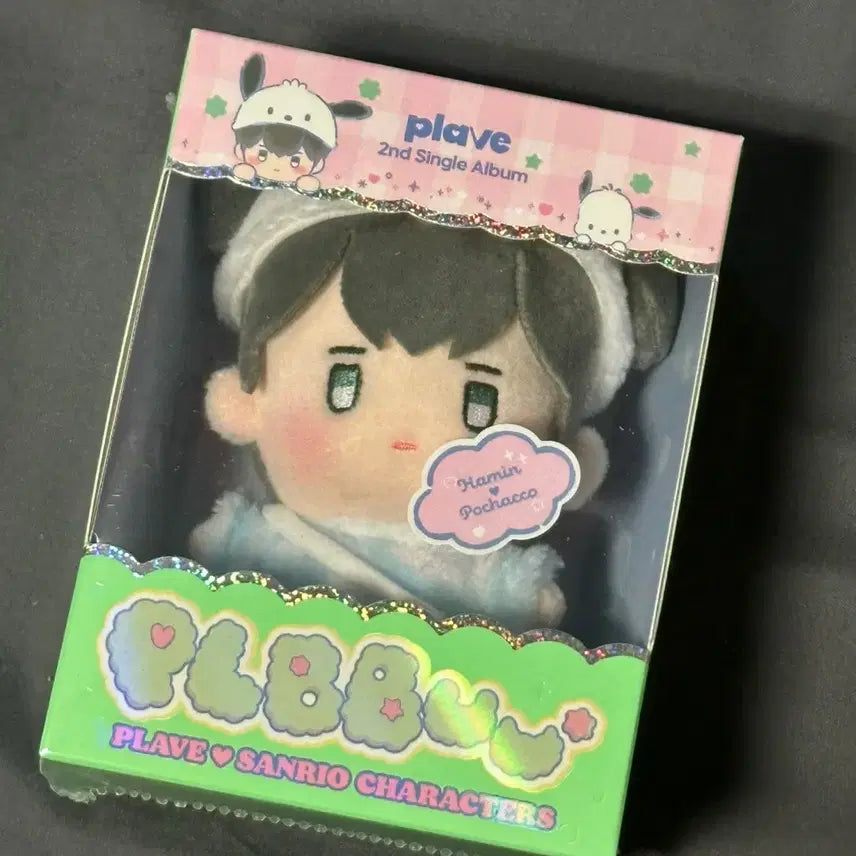 plave
2nd Single Album
Hamin
♥
Pochacco
PLBBUU
PLAVE ♥ SANRIO CHARACTERS